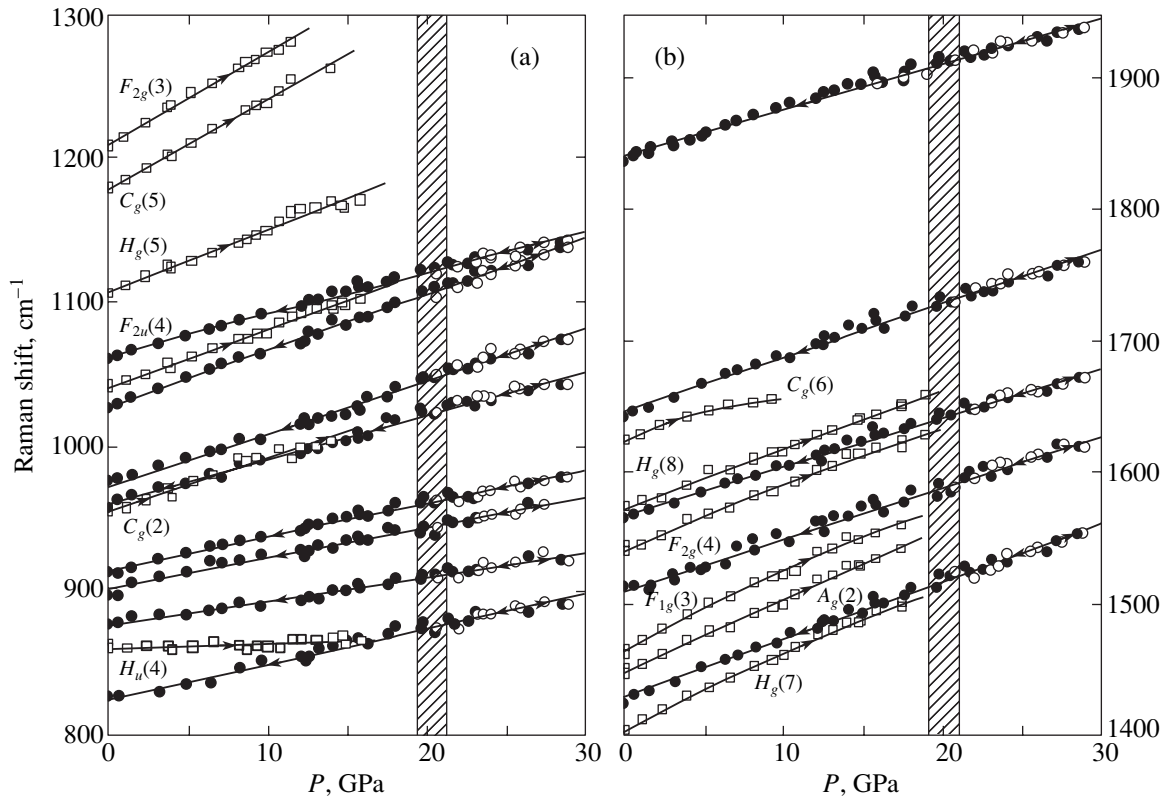 1300
1200
1100
1000
900
800
Raman shift, cm⁻¹
(a)
F₂g(3)
Cg(5)
Hg(5)
F₂u(4)
Cg(2)
Hu(4)
0
10
20
30
P, GPa
(b)
1900
1800
1700
1600
1500
1400
Cg(6)
Hg(8)
F₂g(4)
F₁g(3)
Ag(2)
Hg(7)
0
10
20
30
P, GPa